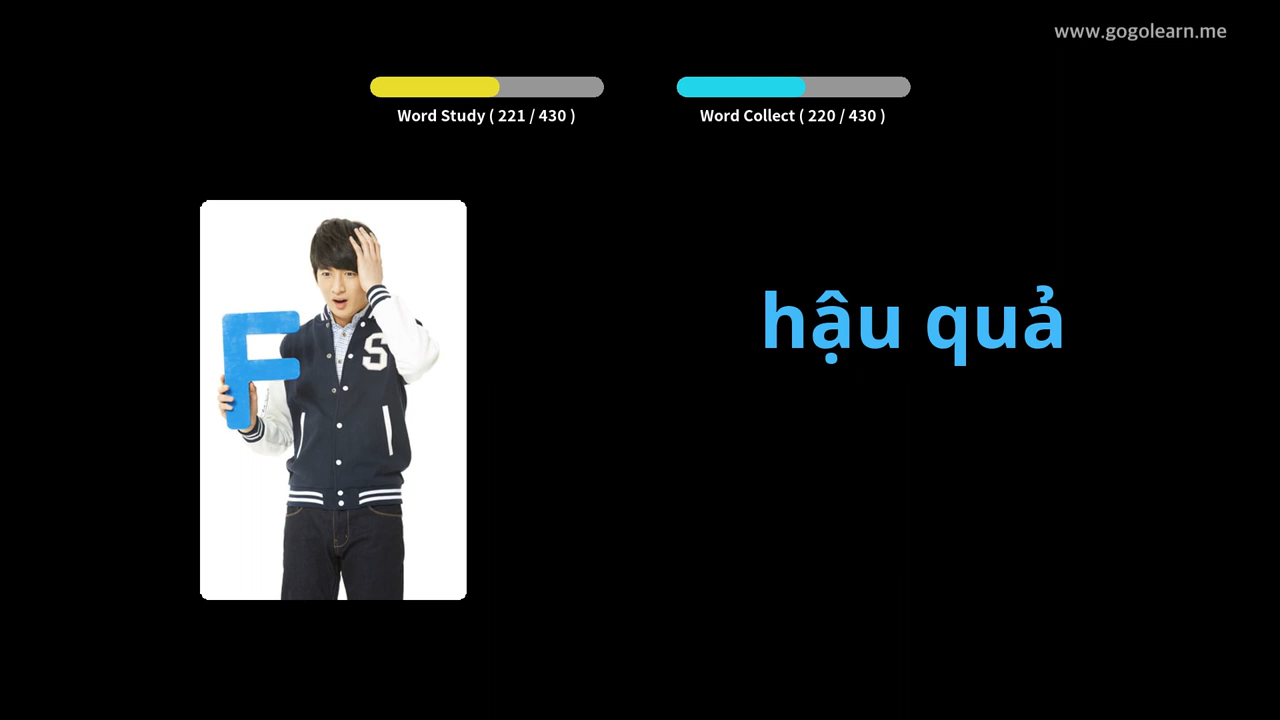 www.gogolearn.me
Word Study ( 221 / 430 )
Word Collect ( 220 / 430 )
F
S
hậu quả